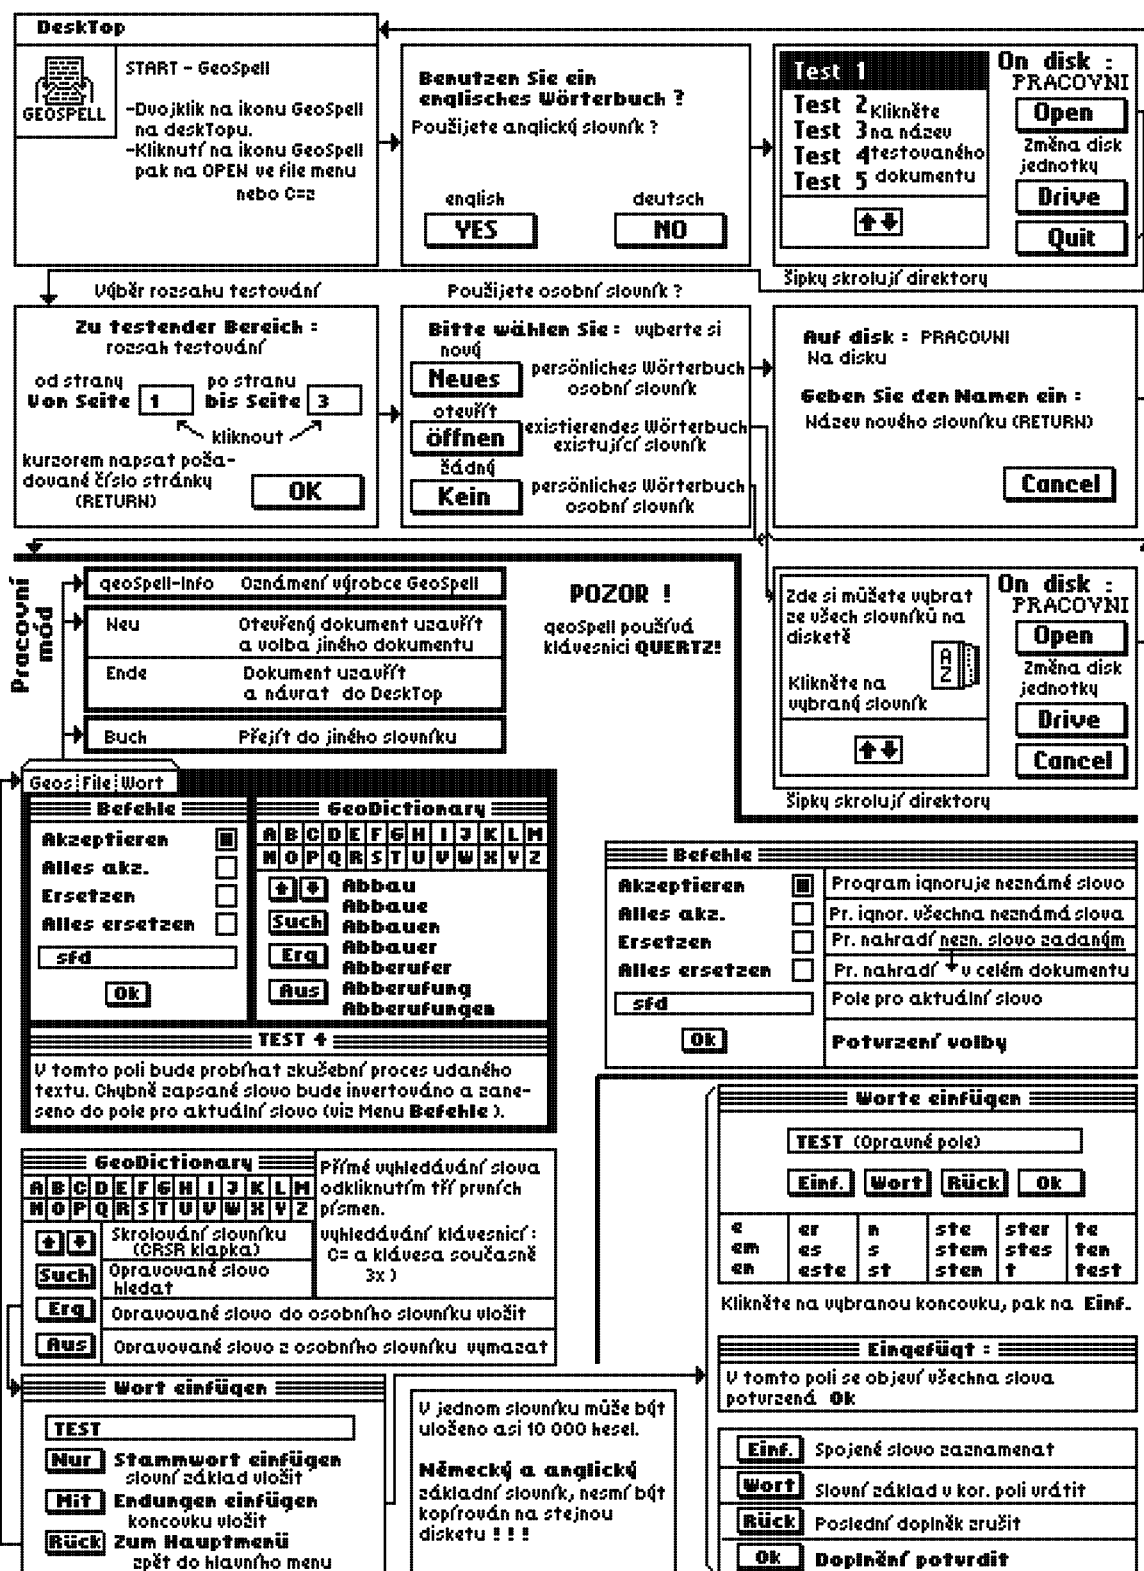 DeskTop
GEOSPELL
START - GeoSpell
-Dvojklik na ikonu GeoSpell
na deskTopu.
-Kliknutí na ikonu GeoSpell
pak na OPEN ve file menu
nebo C=z
Benutzen Sie ein
englisches Wörterbuch ?
Použijete anglický slovník ?
english
deutsch
YES
NO
Test 1
Test 2
Test 3
Test 4
Test 5
Klikněte
na název
testovaného
dokumentu
On disk :
PRACOVNI
Open
Změna disk
jednotky
Drive
Quit
Šipky skrolují direktory
Výběr rozsahu testování
Zu testender Bereich :
rozsah testování
od strany
po stranu
Von Seite 1 bis Seite 3
kliknout
kurzorem napsat poža-
dované číslo stránky
(RETURN)
OK
Použijete osobní slovník ?
Bitte wählen Sie : vyberte si
nový
Neues
persönliches Wörterbuch
osobní slovník
otevřít
öffnen
existierendes Wörterbuch
existující slovník
žádný
Kein
persönliches Wörterbuch
osobní slovník
Auf disk : PRACOVNI
Na disku
Geben Sie den Namen ein :
Název nového slovníku (RETURN)
Cancel
Pracovní
mód
geoSpell-Info Oznámení výrobce GeoSpell
Neu Otevřený dokument uzavřít
a volba jiného dokumentu
Ende Dokument uzavřít
a návrat do DeskTop
Buch Přejít do jiného slovníku
POZOR !
geoSpell používá
klávesnici QUERTZ!
Zde si můžete vybrat
ze všech slovníků na
disketě
A
Z
Klikněte na
vybraný slovník
On disk :
PRACOVNI
Open
Změna disk
jednotky
Drive
Cancel
Šipky skrolují direktory
Geos File Wort
Befehle
Akzeptieren
Alles akz.
Ersetzen
Alles ersetzen
sfd
Ok
GeoDictionary
A B C D E F G H I J K L M
N O P Q R S T U V W X Y Z
Such
Erg
Aus
Abbau
Abbaue
Abbauen
Abbauer
Abberufer
Abberufung
Abberufungen
TEST 4
V tomto poli bude probíhat zkušební proces udaného
textu. Chybně zapsané slovo bude invertováno a zane-
seno do pole pro aktuální slovo (viz Menu Befehle ).
Befehle
Akzeptieren Program ignoruje neznámé slovo
Alles akz. Pr. ignor. všechna neznámá slova
Ersetzen Pr. nahradí nezn. slovo zadaným
Alles ersetzen Pr. nahradí v celém dokumentu
sfd Pole pro aktuální slovo
Ok Potvrzení volby
GeoDictionary
A B C D E F G H I J K L M
N O P Q R S T U V W X Y Z
Přímé vyhledávání slova
odkliknutím tří prvních
písmen.
vyhledávání klávesnicí :
C= a klávesa současně
3x )
Skrolování slovníku
(CRSR klapka)
Such Opravované slovo
hledat
Erg Opravované slovo do osobního slovníku vložit
Aus Opravované slovo z osobního slovníku vymazat
Worte einfügen
TEST (Opravné pole)
Einf. Wort Rück Ok
e er n ste ster te
em es s stem stes ten
en este st sten t test
Klikněte na vybranou koncovku, pak na Einf.
Eingefügt :
V tomto poli se objeví všechna slova
potvrzená Ok
Wort einfügen
TEST
Nur Stammwort einfügen
slovní základ vložit
Mit Endungen einfügen
koncovku vložit
Rück Zum Hauptmenü
zpět do hlavního menu
V jednom slovníku může být
uloženo asi 10 000 hesel.
Německý a anglický
základní slovník, nesmí být
kopírován na stejnou
disketu ! ! !
Einf. Spojené slovo zaznamenat
Wort Slovní základ v kor. poli vrátit
Rück Poslední doplněk zrušit
Ok Doplnění potvrdit